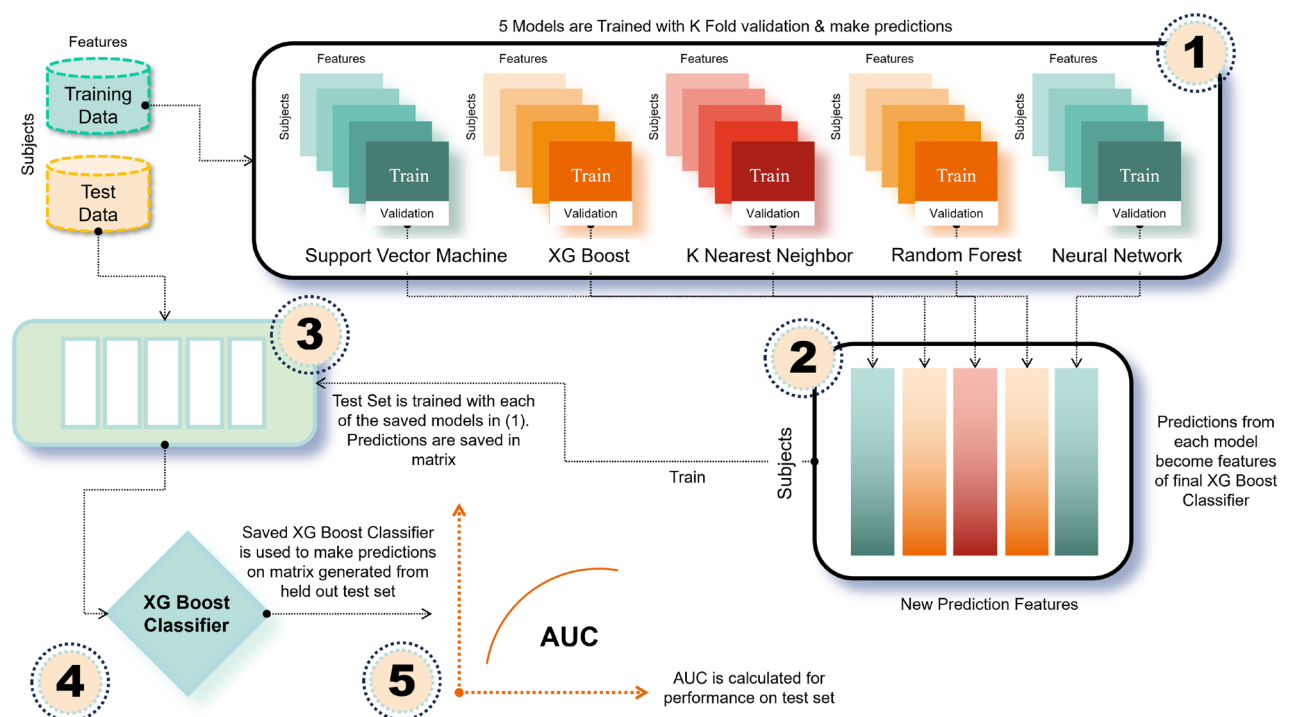 5 Models are Trained with K Fold validation & make predictions
1
Features
Training
Data
Subjects
Test
Data
Features
Subjects
Train
Validation
Support Vector Machine
Features
Subjects
Train
Validation
XG Boost
Features
Subjects
Train
Validation
K Nearest Neighbor
Features
Subjects
Train
Validation
Random Forest
Features
Subjects
Train
Validation
Neural Network
2
Subjects
New Prediction Features
Predictions from
each model
become features
of final XG Boost
Classifier
Train
3
Test Set is trained with each
of the saved models in (1).
Predictions are saved in
matrix
4
XG Boost
Classifier
Saved XG Boost Classifier
is used to make predictions
on matrix generated from
held out test set
5
AUC
AUC is calculated for
performance on test set